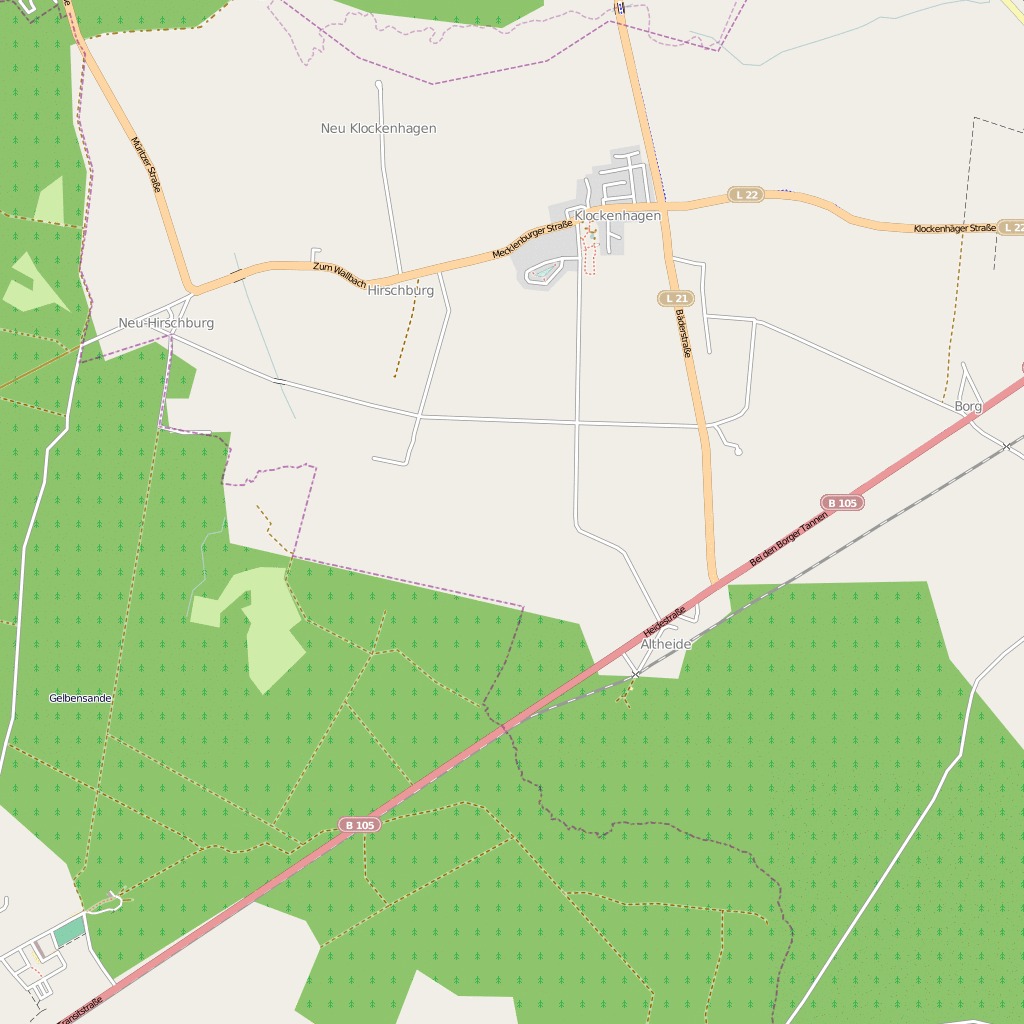 Neu Klockenhagen
Müritzer Straße
L 22
Klockenhagen
Mecklenburger Straße
Klockenhäger Straße
L 22
Zum Wallbach
Hirschburg
L 21
Neu-Hirschburg
Bäderstraße
Borg
B 105
Bei den Borger Tannen
Heidestraße
Altheide
Gelbensande
B 105
Transitstraße